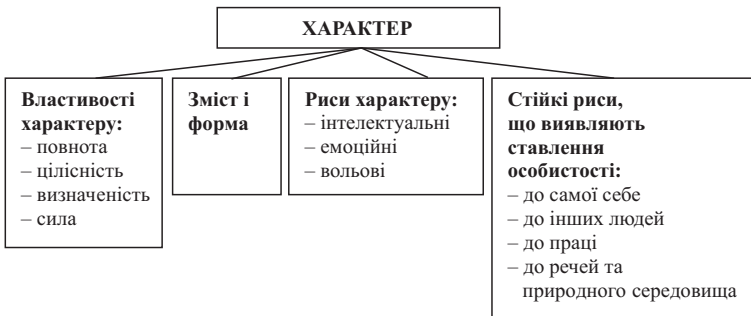 ХАРАКТЕР
Властивості
характеру:
– повнота
– цілісність
– визначеність
– сила
Зміст і
форма
Риси характеру:
– інтелектуальні
– емоційні
– вольові
Стійкі риси,
що виявляють
ставлення
особистості:
– до самої себе
– до інших людей
– до праці
– до речей та
природного середовища